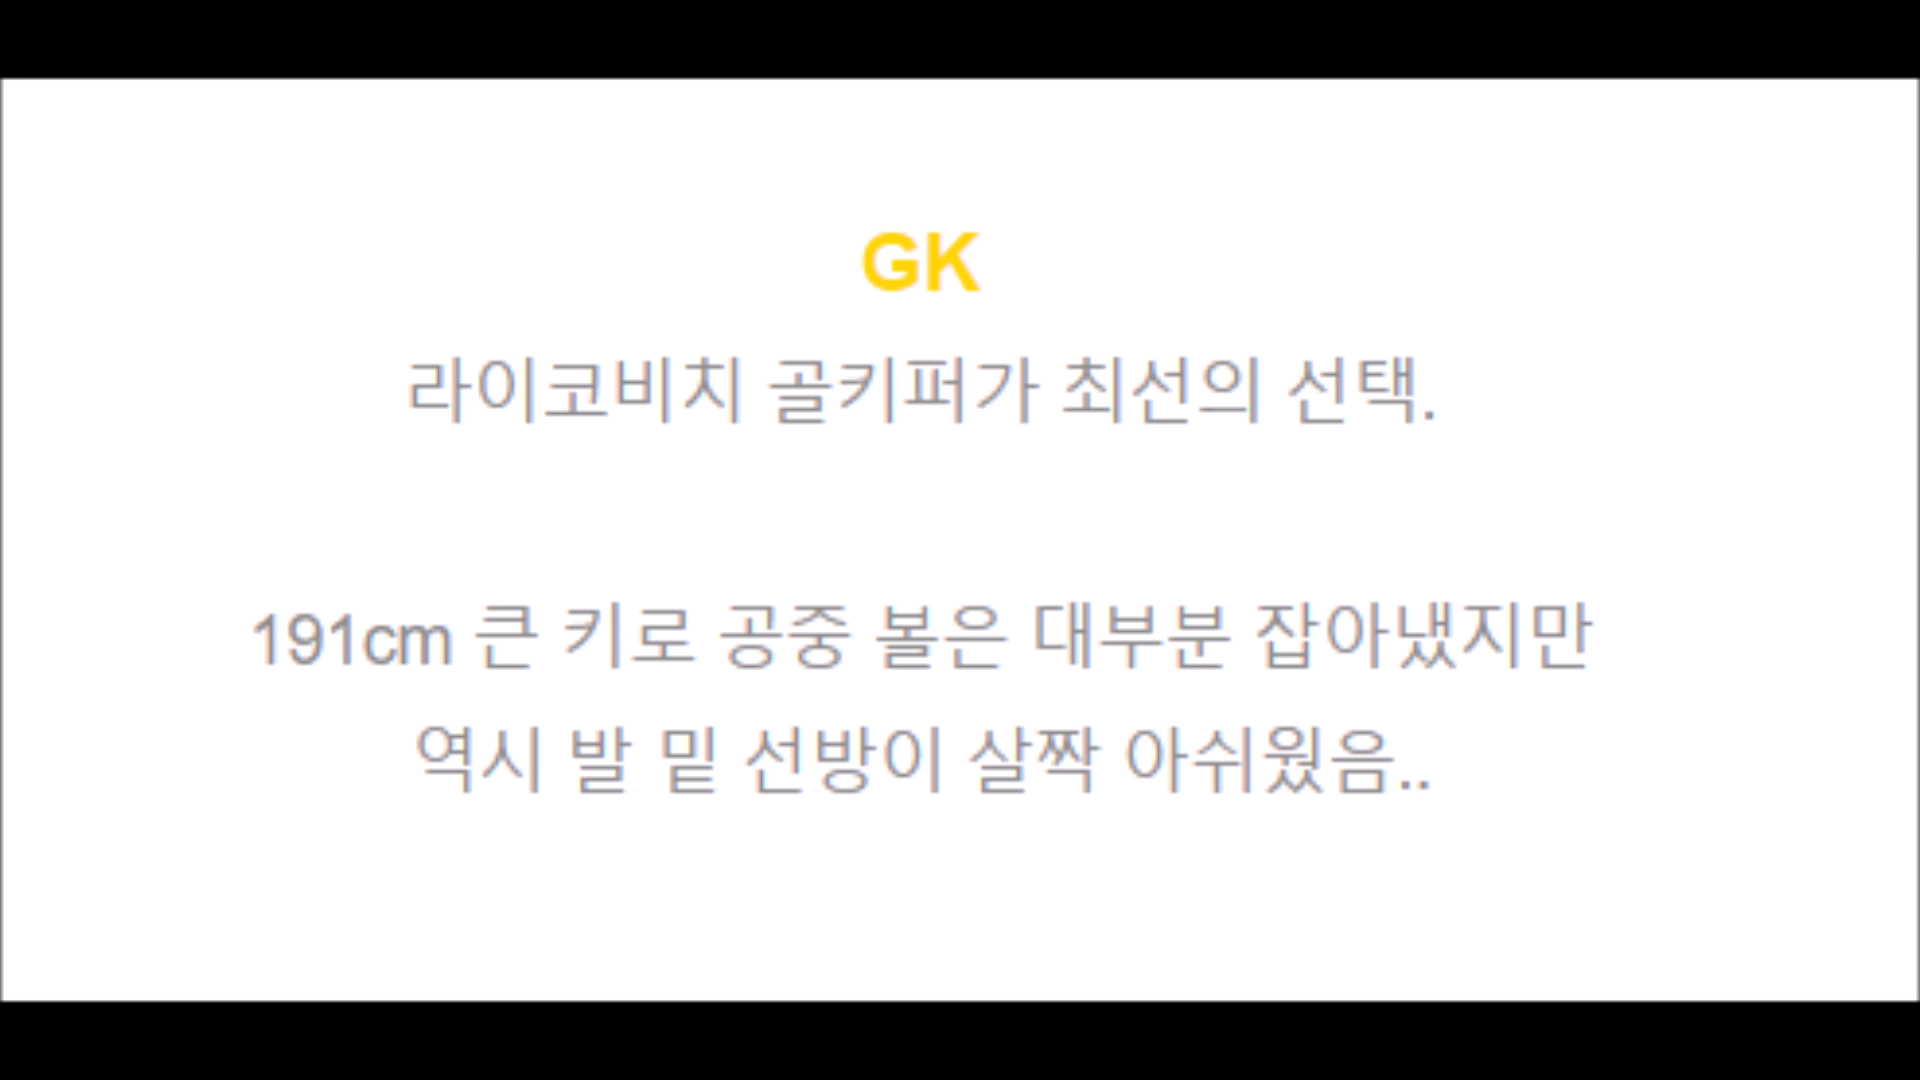 GK
라이코비치 골키퍼가 최선의 선택.
191cm 큰 키로 공중 볼은 대부분 잡아냈지만
역시 발 밑 선방이 살짝 아쉬웠음..